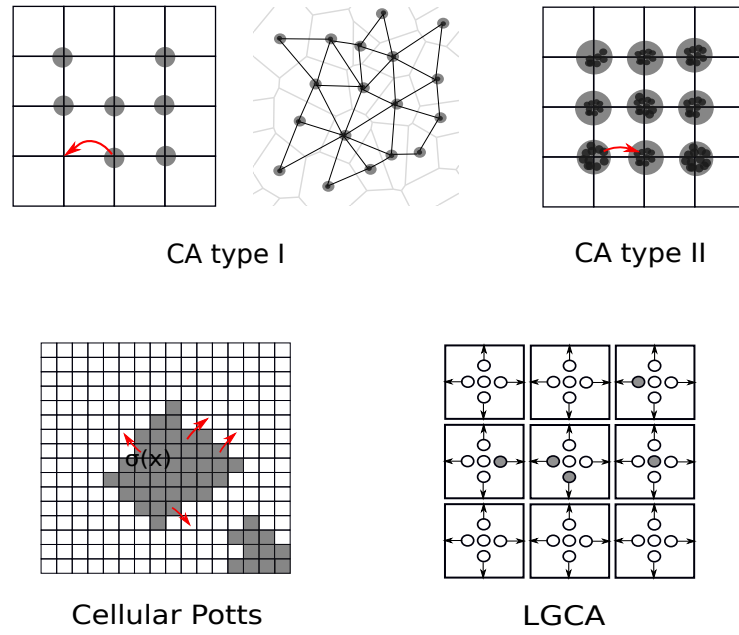 CA type I
CA type II
σ(x)
Cellular Potts
LGCA